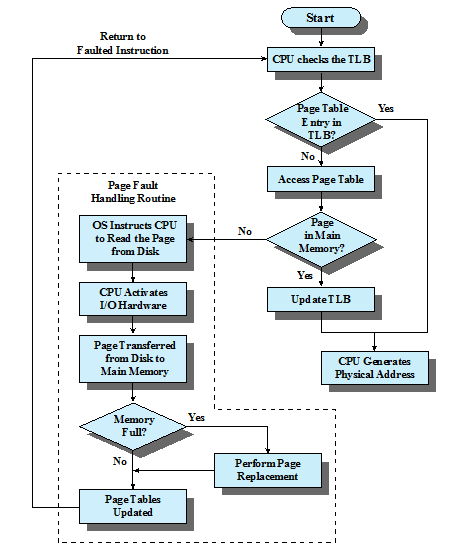 Start
Return to
Faulted Instruction
CPU checks the TLB
Page Table
Entry in
TLB?
Yes
No
Access Page Table
Page Fault
Handling Routine
OS Instructs CPU
to Read the Page
from Disk
No
Page
in Main
Memory?
Yes
CPU Activates
I/O Hardware
Update TLB
Page Transferred
from Disk to
Main Memory
CPU Generates
Physical Address
Memory
Full?
Yes
No
Perform Page
Replacement
Page Tables
Updated